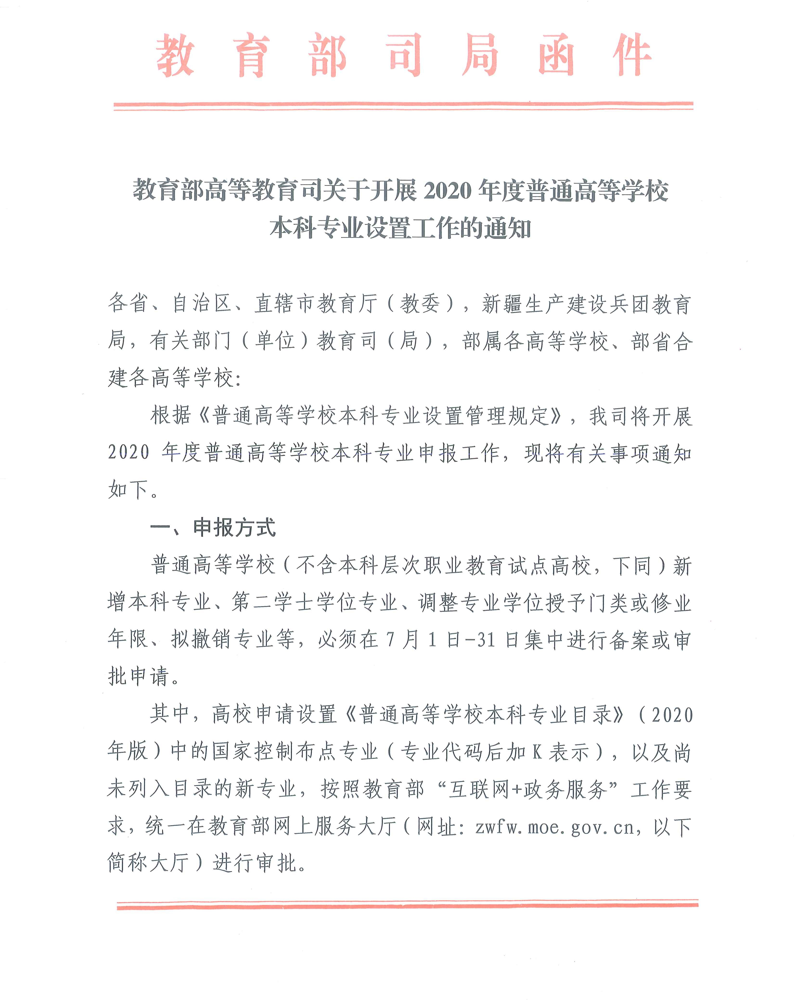 教育部司局函件
教育部高等教育司关于开展 2020 年度普通高等学校
本科专业设置工作的通知
各省、自治区、直辖市教育厅（教委），新疆生产建设兵团教育
局，有关部门（单位）教育司（局），部属各高等学校、部省合
建各高等学校：
根据《普通高等学校本科专业设置管理规定》，我司将开展
2020 年度普通高等学校本科专业申报工作，现将有关事项通知
如下。
一、申报方式
普通高等学校（不含本科层次职业教育试点高校，下同）新
增本科专业、第二学士学位专业、调整专业学位授予门类或修业
年限、拟撤销专业等，必须在 7 月 1 日-31 日集中进行备案或审
批申请。
其中，高校申请设置《普通高等学校本科专业目录》（2020
年版）中的国家控制布点专业（专业代码后加 K 表示），以及尚
未列入目录的新专业，按照教育部“互联网+政务服务”工作要
求，统一在教育部网上服务大厅（网址：zwfw.moe.gov.cn，以下
简称大厅）进行审批。